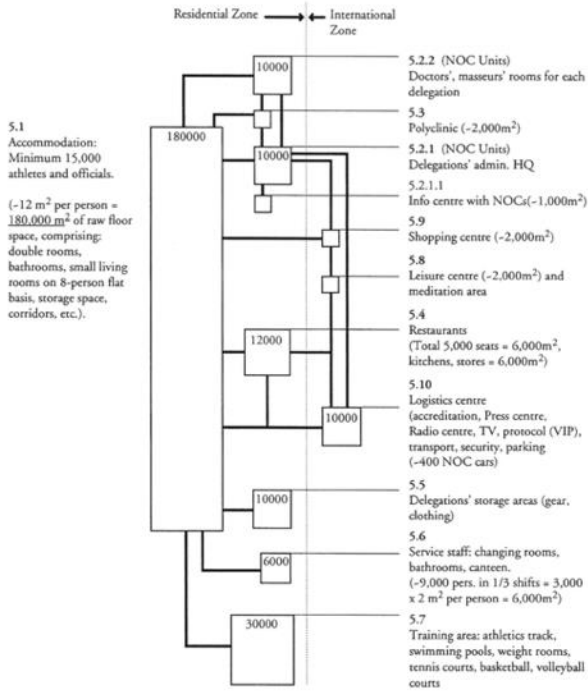 Residential Zone
International
Zone
5.1
Accommodation:
Minimum 15,000
athletes and officials.
(~12 m² per person =
180,000 m² of raw floor
space, comprising:
double rooms,
bathrooms, small living
rooms on 8-person flat
basis, storage space,
corridors, etc.).
180000
10000
10000
12000
10000
10000
6000
30000
5.2.2 (NOC Units)
Doctors', masseurs' rooms for each
delegation
5.3
Polyclinic (~2,000m²)
5.2.1 (NOC Units)
Delegations' admin. HQ
5.2.1.1
Info centre with NOCs(~1,000m²)
5.9
Shopping centre (~2,000m²)
5.8
Leisure centre (~2,000m²) and
meditation area
5.4
Restaurants
(Total 5,000 seats = 6,000m²,
kitchens, stores = 6,000m²)
5.10
Logistics centre
(accreditation, Press centre,
Radio centre, TV, protocol (VIP),
transport, security, parking
(~400 NOC cars)
5.5
Delegations' storage areas (gear,
clothing)
5.6
Service staff: changing rooms,
bathrooms, canteen.
(~9,000 pers. in 1/3 shifts = 3,000
x 2 m² per person = 6,000m²)
5.7
Training area: athletics track,
swimming pools, weight rooms,
tennis courts, basketball, volleyball
courts